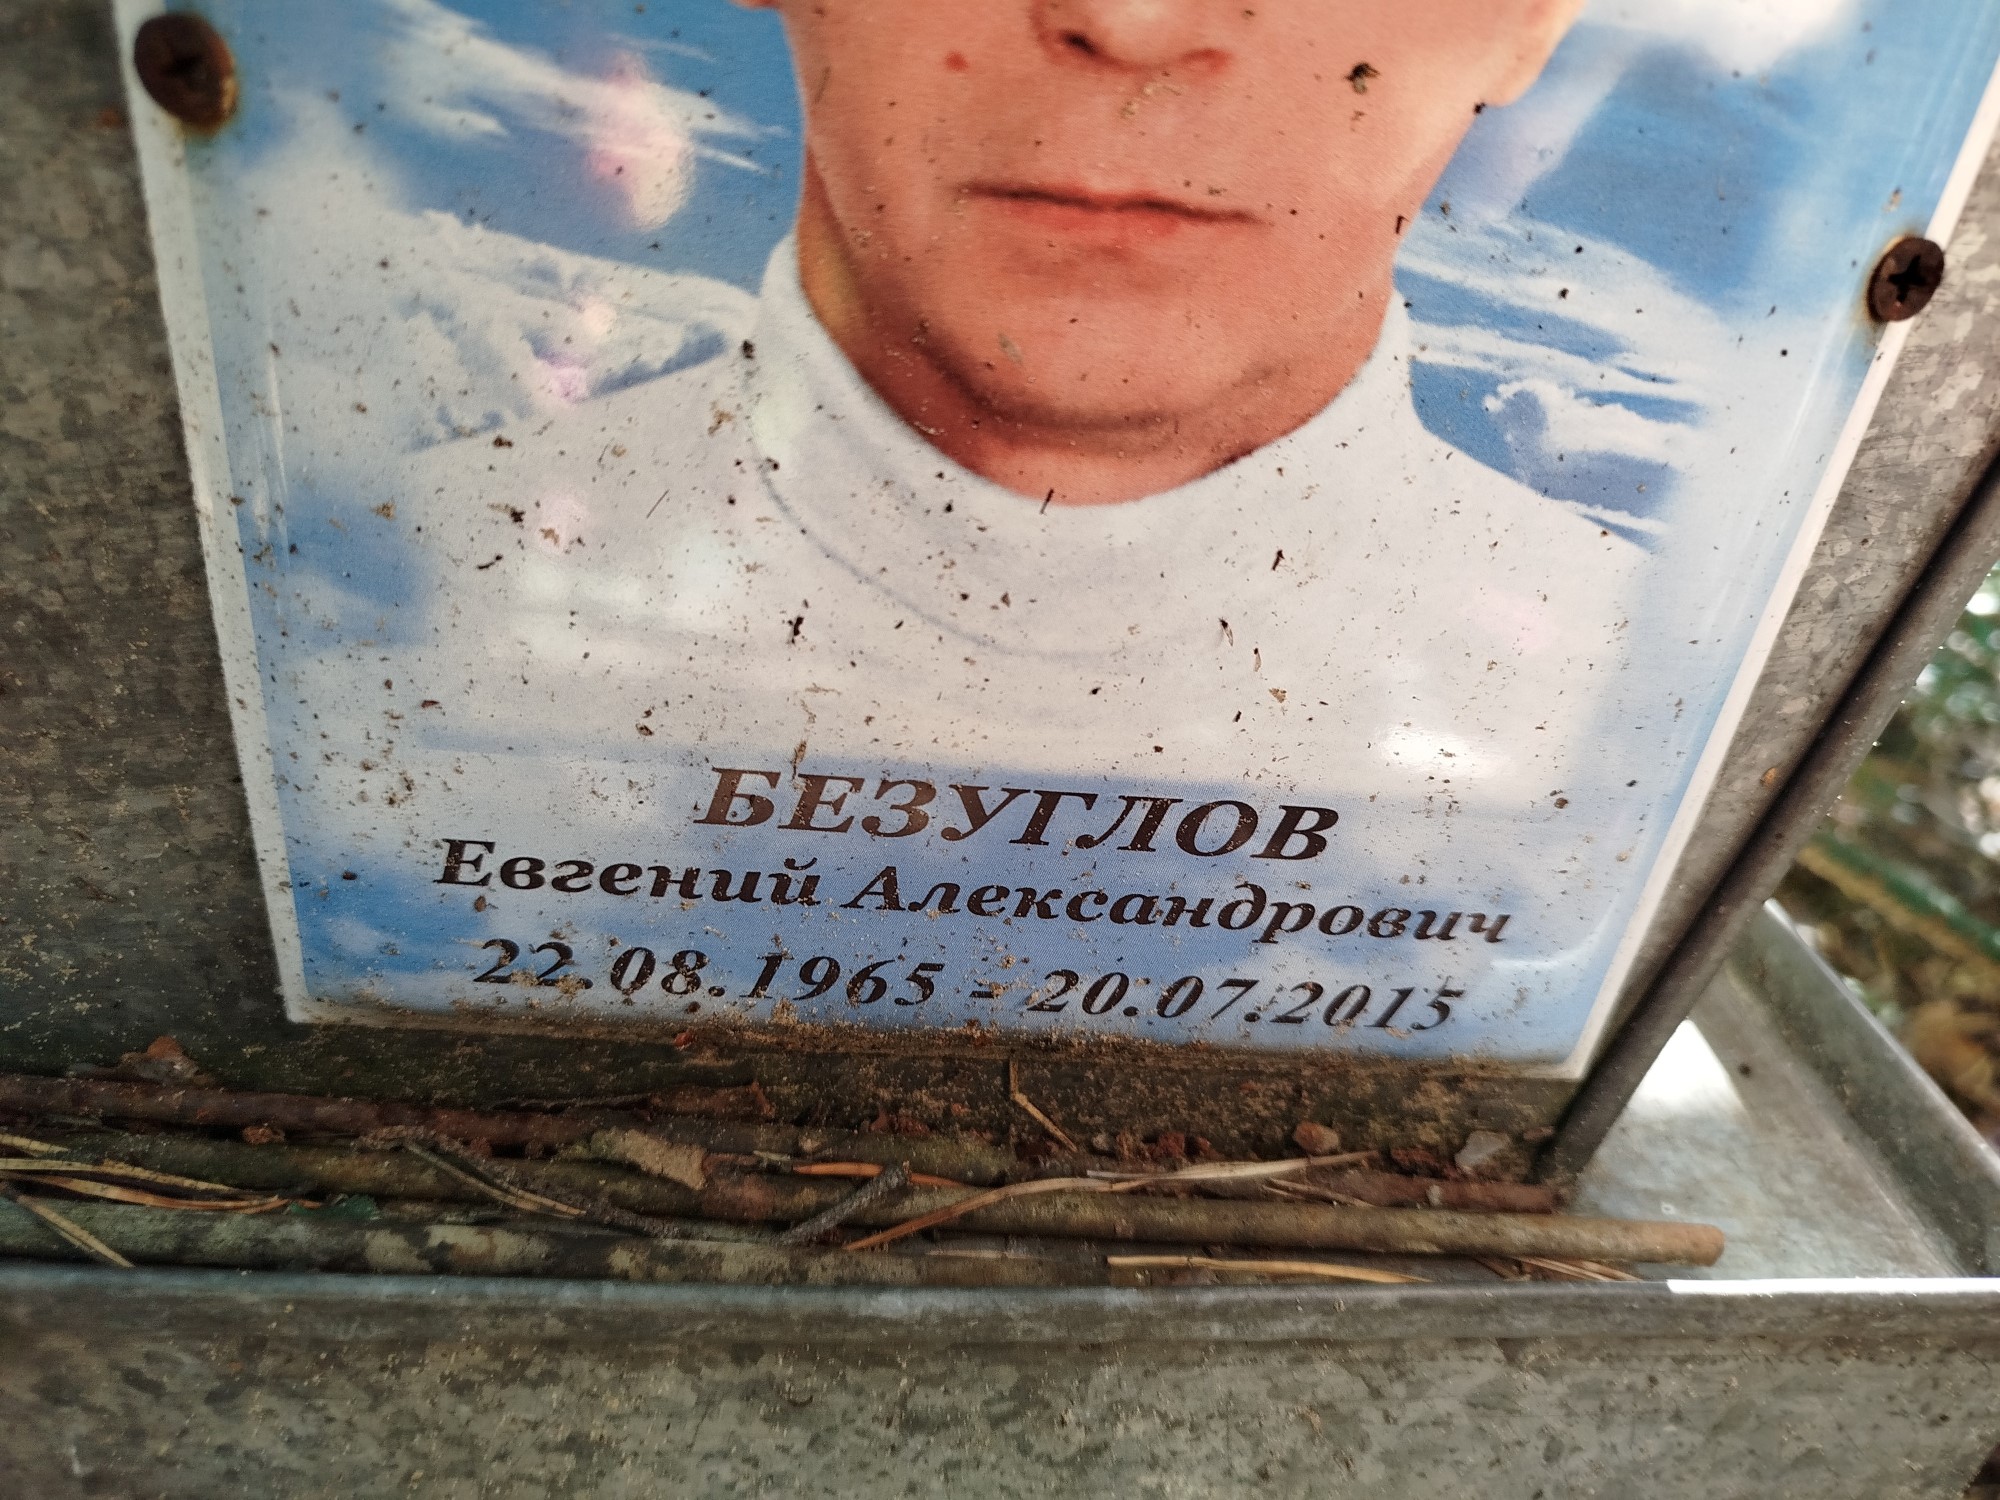 БЕЗУГЛОВ
Евгений Александрович
22.08.1965 - 20.07.2015